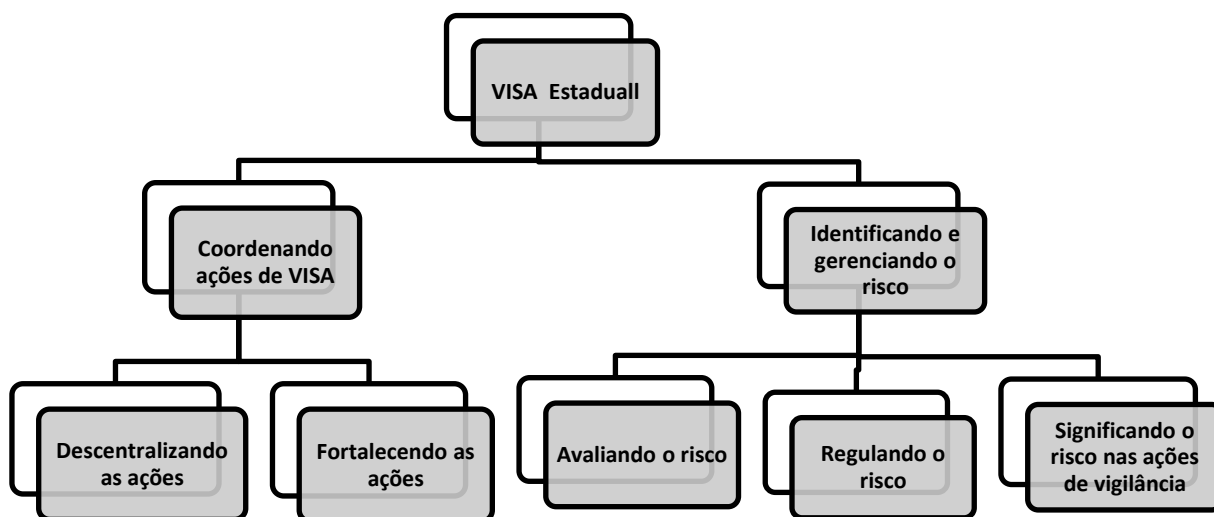 VISA Estaduall
Coordenando
ações de VISA
Identificando e
gerenciando o
risco
Descentralizando
as ações
Fortalecendo as
ações
Avaliando o risco
Regulando o
risco
Significando o
risco nas ações
de vigilância